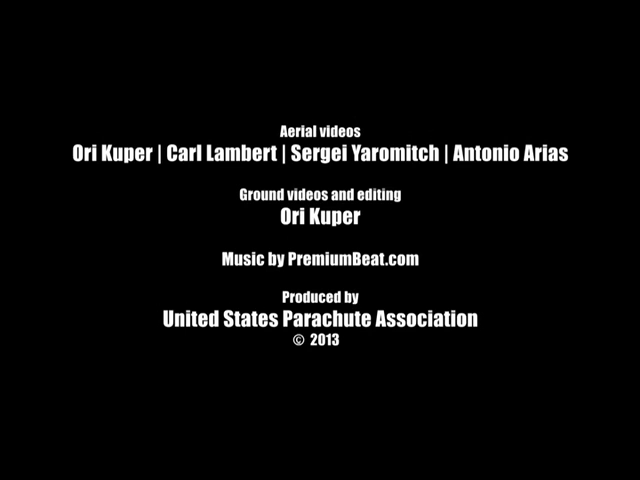 Aerial videos
Ori Kuper | Carl Lambert | Sergei Yaromitch | Antonio Arias
Ground videos and editing
Ori Kuper
Music by PremiumBeat.com
Produced by
United States Parachute Association
© 2013